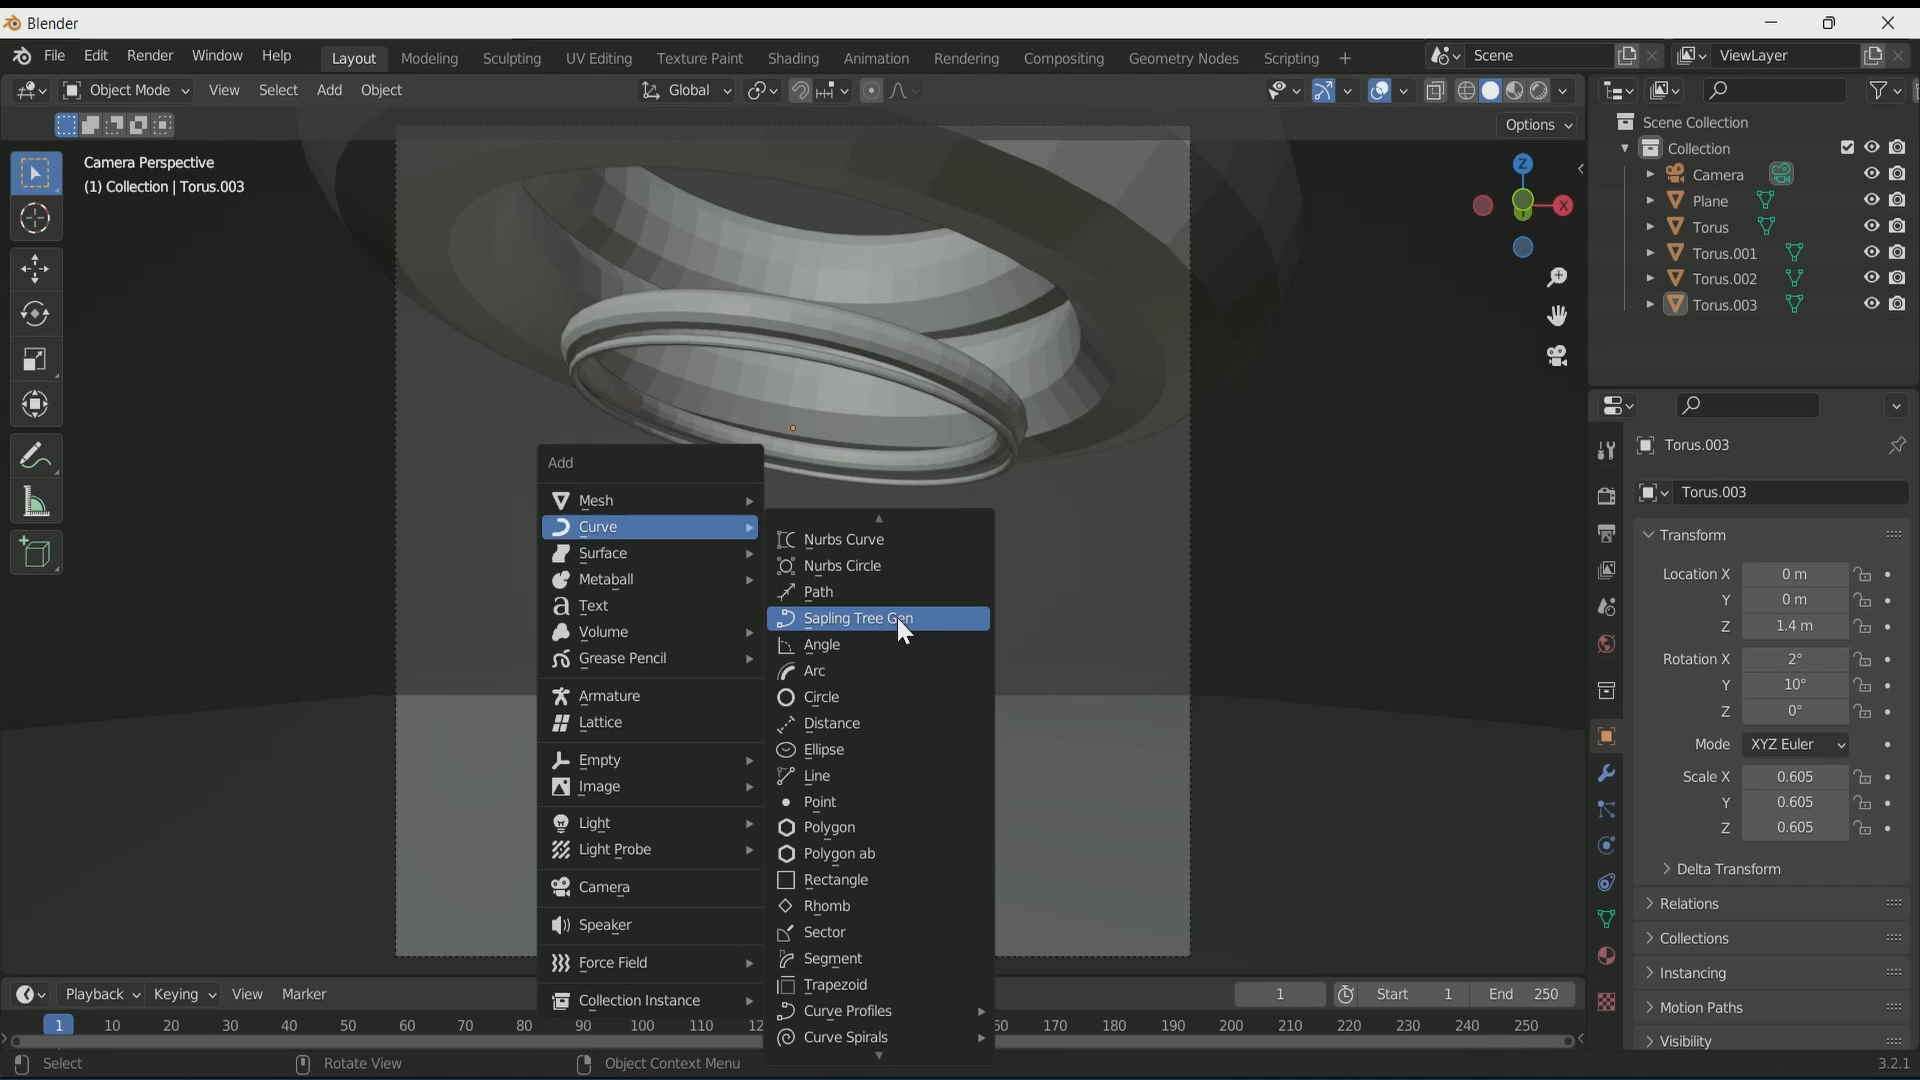 Blender
File Edit Render Window Help Layout Modeling Sculpting UV Editing Texture Paint Shading Animation Rendering Compositing Geometry Nodes Scripting + Scene ViewLayer
Object Mode View Select Add Object Global
Options
Camera Perspective
(1) Collection | Torus.003
Z
X
Scene Collection
Collection
Camera
Plane
Torus
Torus.001
Torus.002
Torus.003
Add
Mesh
Curve
Surface
Metaball
Text
Volume
Grease Pencil
Armature
Lattice
Empty
Image
Light
Light Probe
Camera
Speaker
Force Field
Collection Instance
Nurbs Curve
Nurbs Circle
Path
Sapling Tree Gen
Angle
Arc
Circle
Distance
Ellipse
Line
Point
Polygon
Polygon ab
Rectangle
Rhomb
Sector
Segment
Trapezoid
Curve Profiles
Curve Spirals
Torus.003
Torus.003
Transform
Location X 0 m
Y 0 m
Z 1.4 m
Rotation X 2°
Y 10°
Z 0°
Mode XYZ Euler
Scale X 0.605
Y 0.605
Z 0.605
Delta Transform
Relations
Collections
Instancing
Motion Paths
Visibility
Playback Keying View Marker 1 Start 1 End 250
1 10 20 30 40 50 60 70 80 90 100 110 170 180 190 200 210 220 230 240 250
Select Rotate View Object Context Menu 3.2.1